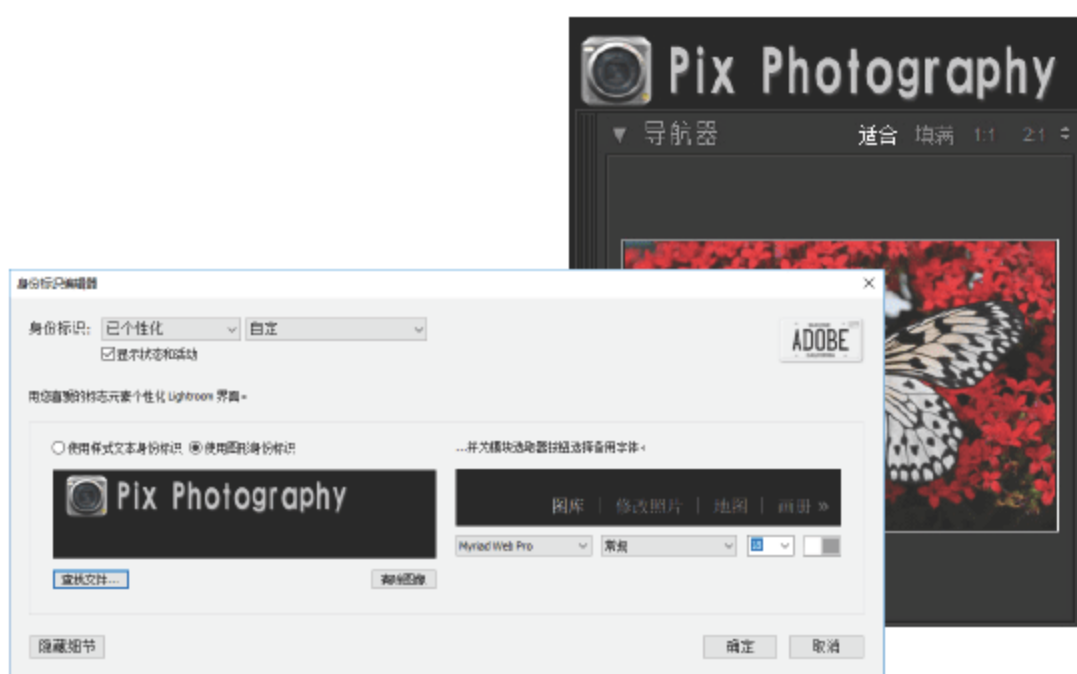 Pix Photography
导航器 适合 填满 1:1 2:1
身份标识编辑器
身份标识: 已个性化 自定
显示状态和活动
ADOBE
用您喜爱的标志元素个性化 Lightroom 界面。
使用样式文本身份标识 使用图形身份标识
...并为模块选取器按钮选择备用字体。
Pix Photography
图库 | 修改照片 | 地图 | 画册 »
Myriad Web Pro 常规 18
查找文件... 清除图像
隐藏细节 确定 取消